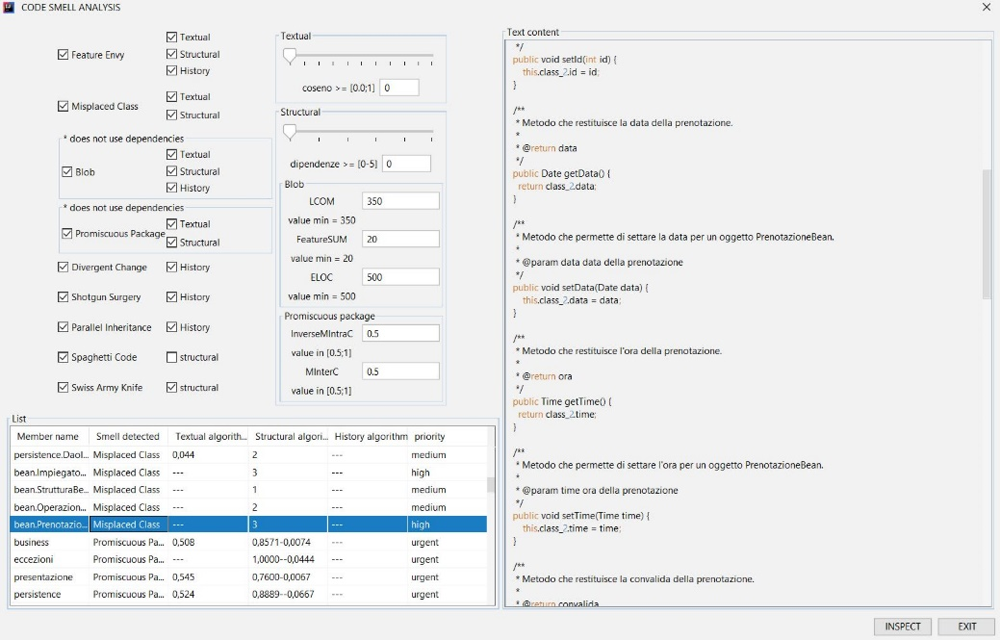 CODE SMELL ANALYSIS
Feature Envy
Textual
Structural
History
Misplaced Class
Textual
Structural
* does not use dependencies
Blob
Textual
Structural
History
* does not use dependencies
Promiscuous Package
Textual
Structural
Divergent Change
History
Shotgun Surgery
History
Parallel Inheritance
History
Spaghetti Code
structural
Swiss Army Knife
structural
Textual
coseno >= [0.0;1] 0
Structural
dipendenze >= [0-5] 0
Blob
LCOM 350
value min = 350
FeatureSUM 20
value min = 20
ELOC 500
value min = 500
Promiscuous package
InverseMIntraC 0.5
value in [0.5;1]
MInterC 0.5
value in [0.5;1]
List
Member name Smell detected Textual algorith... Structural algori... History algorithm priority
persistence.DaoI... Misplaced Class 0,044 2 --- medium
bean.Impiegato... Misplaced Class --- 3 --- high
bean.StrutturaBe... Misplaced Class --- 1 --- medium
bean.Operazion... Misplaced Class --- 2 --- medium
bean.Prenotazio... Misplaced Class --- 3 --- high
business Promiscuous Pa... 0,508 0,8571-0,0074 --- urgent
eccezioni Promiscuous Pa... --- 1,0000--0,0444 --- urgent
presentazione Promiscuous Pa... 0,545 0,7600-0,0067 --- urgent
persistence Promiscuous Pa... 0,524 0,8889--0,0667 --- urgent
Text content
*/
public void setId(int id) {
this.class_2.id = id;
}
/**
* Metodo che restituisce la data della prenotazione.
*
* @return data
*/
public Date getData() {
return class_2.data;
}
/**
* Metodo che permette di settare la data per un oggetto PrenotazioneBean.
*
* @param data data della prenotazione
*/
public void setData(Date data) {
this.class_2.data = data;
}
/**
* Metodo che restituisce l'ora della prenotazione.
*
* @return ora
*/
public Time getTime() {
return class_2.time;
}
/**
* Metodo che permette di settare l'ora per un oggetto PrenotazioneBean.
*
* @param time ora della prenotazione
*/
public void setTime(Time time) {
this.class_2.time = time;
}
/**
* Metodo che restituisce la convalida della prenotazione.
*
* @return convalida
INSPECT EXIT